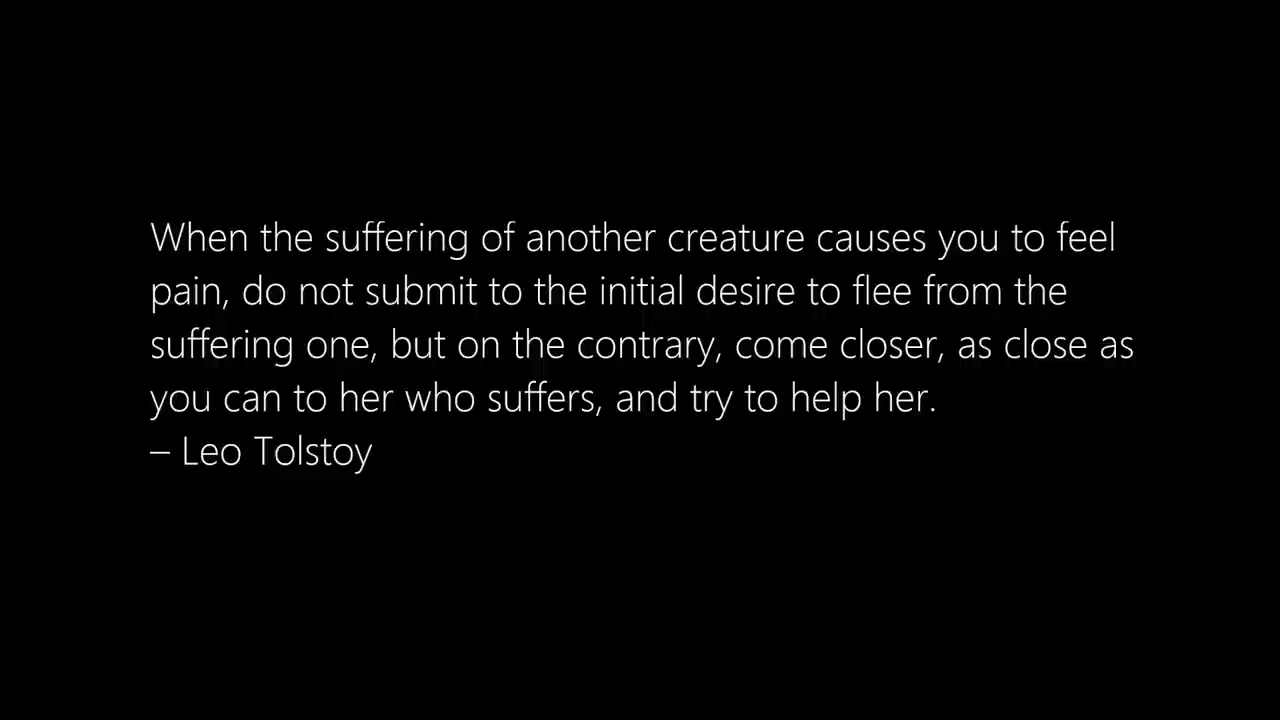 When the suffering of another creature causes you to feel
pain, do not submit to the initial desire to flee from the
suffering one, but on the contrary, come closer, as close as
you can to her who suffers, and try to help her.
– Leo Tolstoy